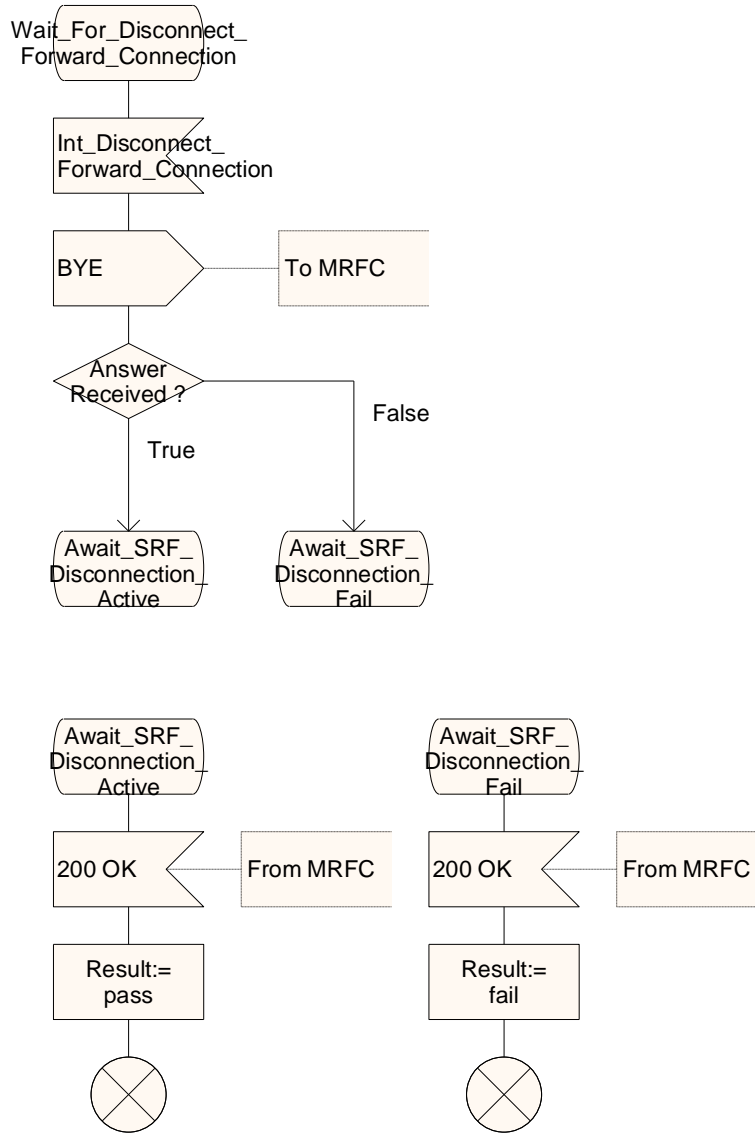 Wait_For_Disconnect_
Forward_Connection
Int_Disconnect_
Forward_Connection
BYE
To MRFC
Answer
Received ?
False
True
Await_SRF_
Disconnection_
Active
Await_SRF_
Disconnection_
Fail
Await_SRF_
Disconnection_
Active
Await_SRF_
Disconnection_
Fail
200 OK
From MRFC
200 OK
From MRFC
Result:=
pass
Result:=
fail